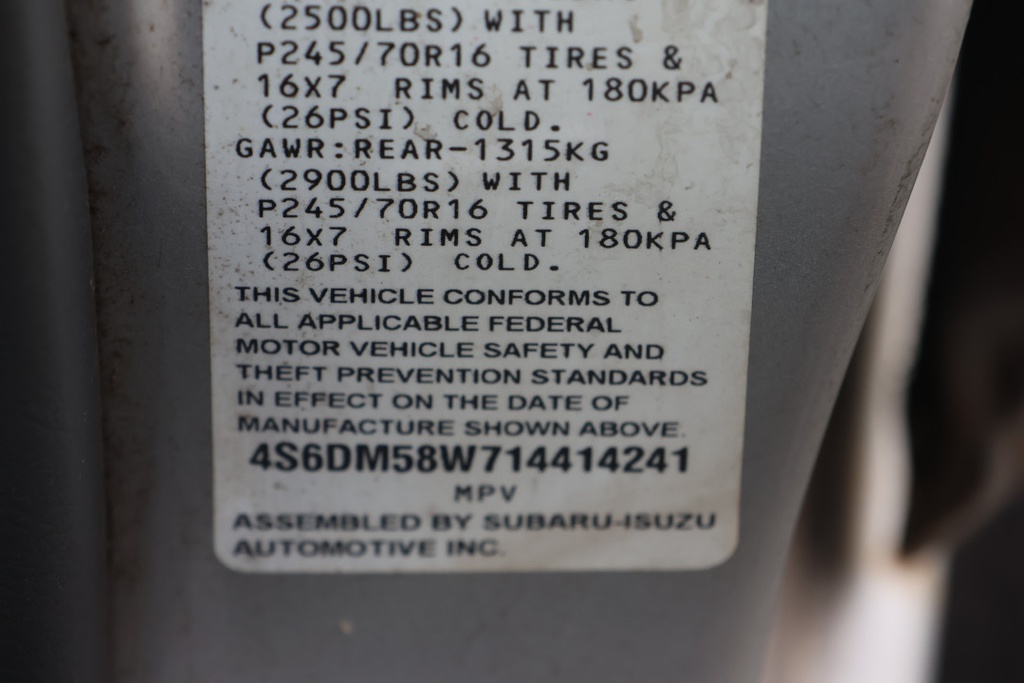 (2500LBS) WITH
P245/70R16 TIRES &
16X7 RIMS AT 180KPA
(26PSI) COLD.
GAWR:REAR-1315KG
(2900LBS) WITH
P245/70R16 TIRES &
16X7 RIMS AT 180KPA
(26PSI) COLD.
THIS VEHICLE CONFORMS TO
ALL APPLICABLE FEDERAL
MOTOR VEHICLE SAFETY AND
THEFT PREVENTION STANDARDS
IN EFFECT ON THE DATE OF
MANUFACTURE SHOWN ABOVE.
4S6DM58W714414241
MPV
ASSEMBLED BY SUBARU-ISUZU
AUTOMOTIVE INC.